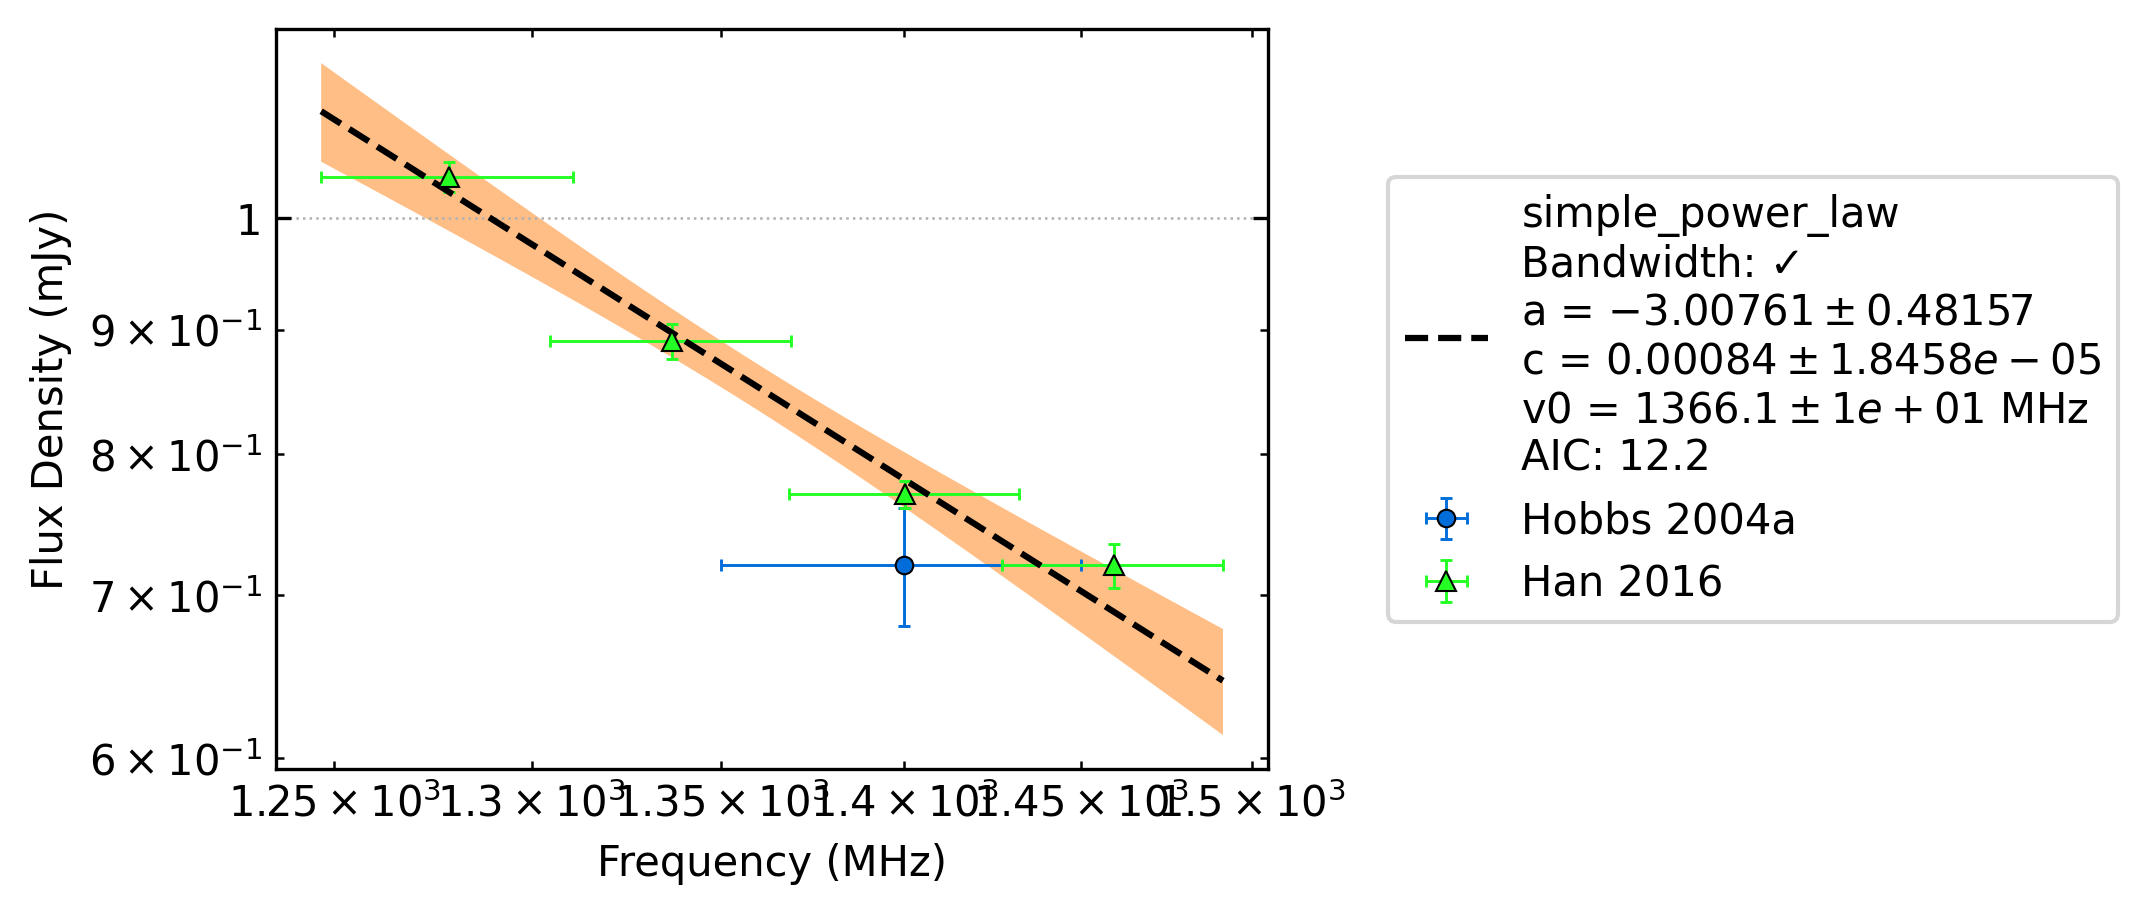 Flux Density (mJy)
1
9 × 10⁻¹
8 × 10⁻¹
7 × 10⁻¹
6 × 10⁻¹
1.25 × 10³ 1.3 × 10³ 1.35 × 10³ 1.4 × 10³ 1.45 × 10³ 1.5 × 10³
Frequency (MHz)
simple_power_law
Bandwidth: ✓
a = −3.00761 ± 0.48157
c = 0.00084 ± 1.8458e − 05
v0 = 1366.1 ± 1e + 01 MHz
AIC: 12.2
Hobbs 2004a
Han 2016